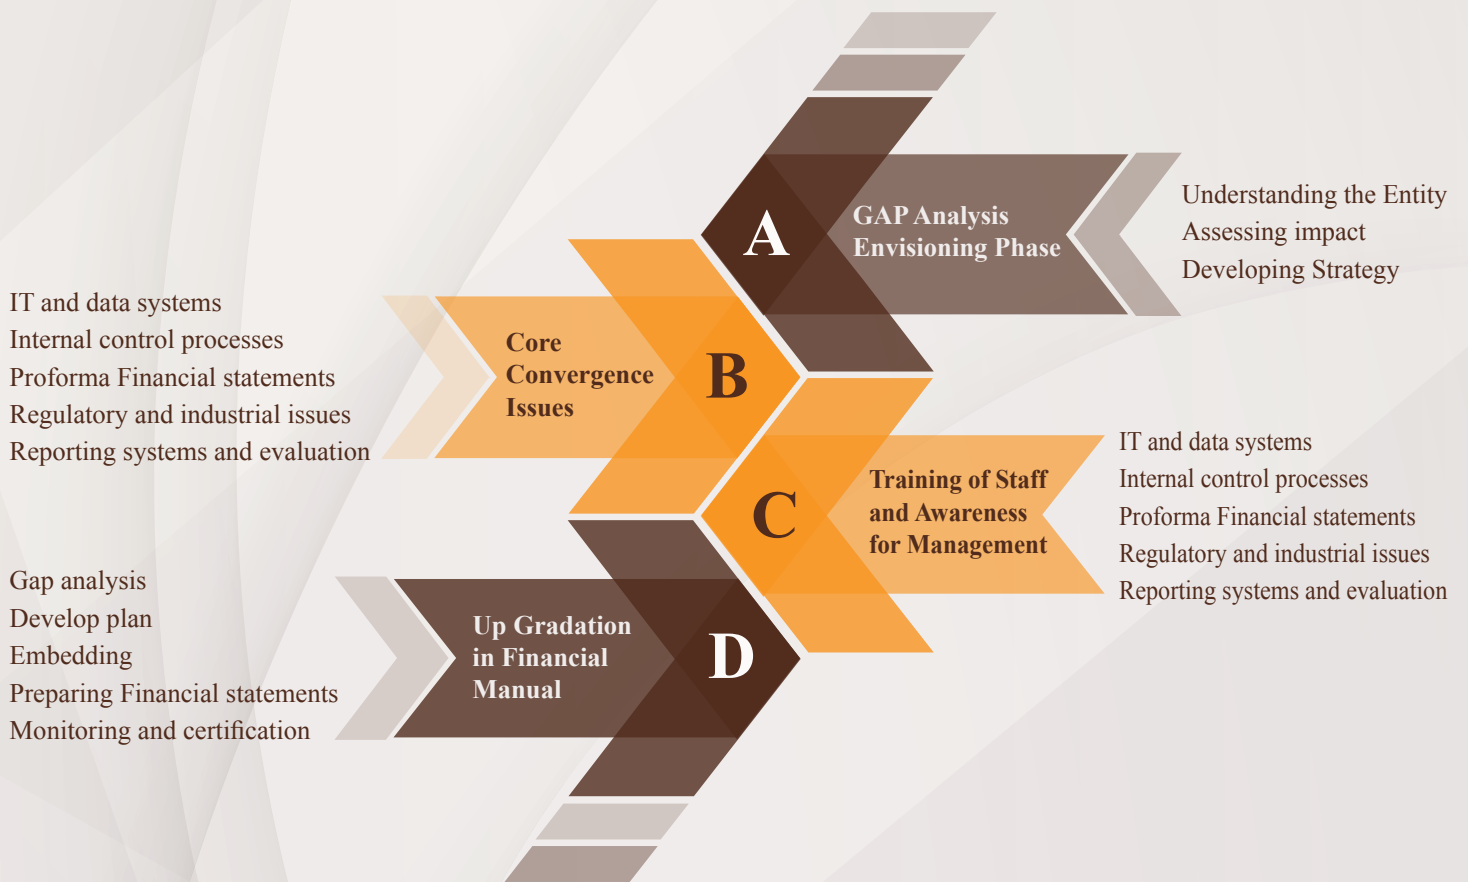 A
GAP Analysis
Envisioning Phase
Understanding the Entity
Assessing impact
Developing Strategy
IT and data systems
Internal control processes
Proforma Financial statements
Regulatory and industrial issues
Reporting systems and evaluation
Core
Convergence
Issues
B
C
Training of Staff
and Awareness
for Management
IT and data systems
Internal control processes
Proforma Financial statements
Regulatory and industrial issues
Reporting systems and evaluation
Gap analysis
Develop plan
Embedding
Preparing Financial statements
Monitoring and certification
Up Gradation
in Financial
Manual
D